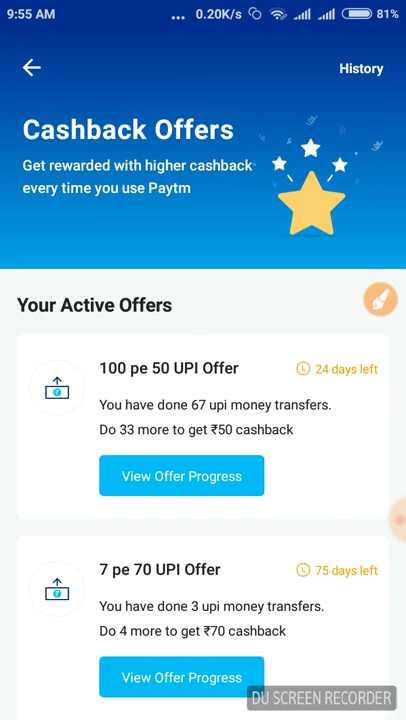 9:55 AM ... 0.20K/s 81%
History
Cashback Offers
Get rewarded with higher cashback
every time you use Paytm
Your Active Offers
100 pe 50 UPI Offer 24 days left
You have done 67 upi money transfers.
Do 33 more to get ₹50 cashback
View Offer Progress
7 pe 70 UPI Offer 75 days left
You have done 3 upi money transfers.
Do 4 more to get ₹70 cashback
View Offer Progress
DU SCREEN RECORDER